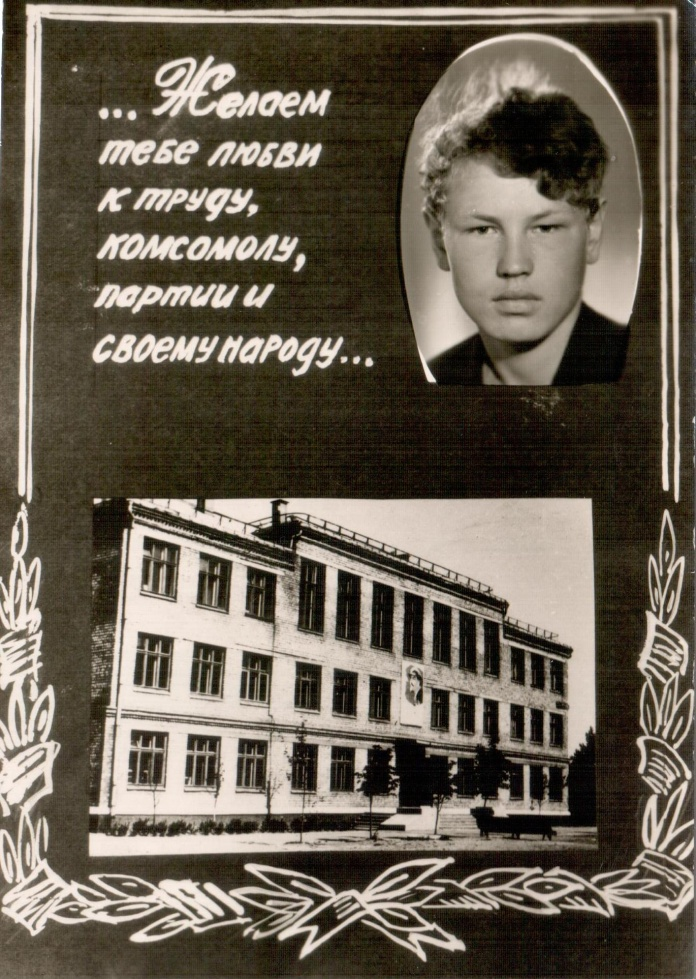 ... Желаем
тебе любви
к труду,
комсомолу,
партии и
своему народу...